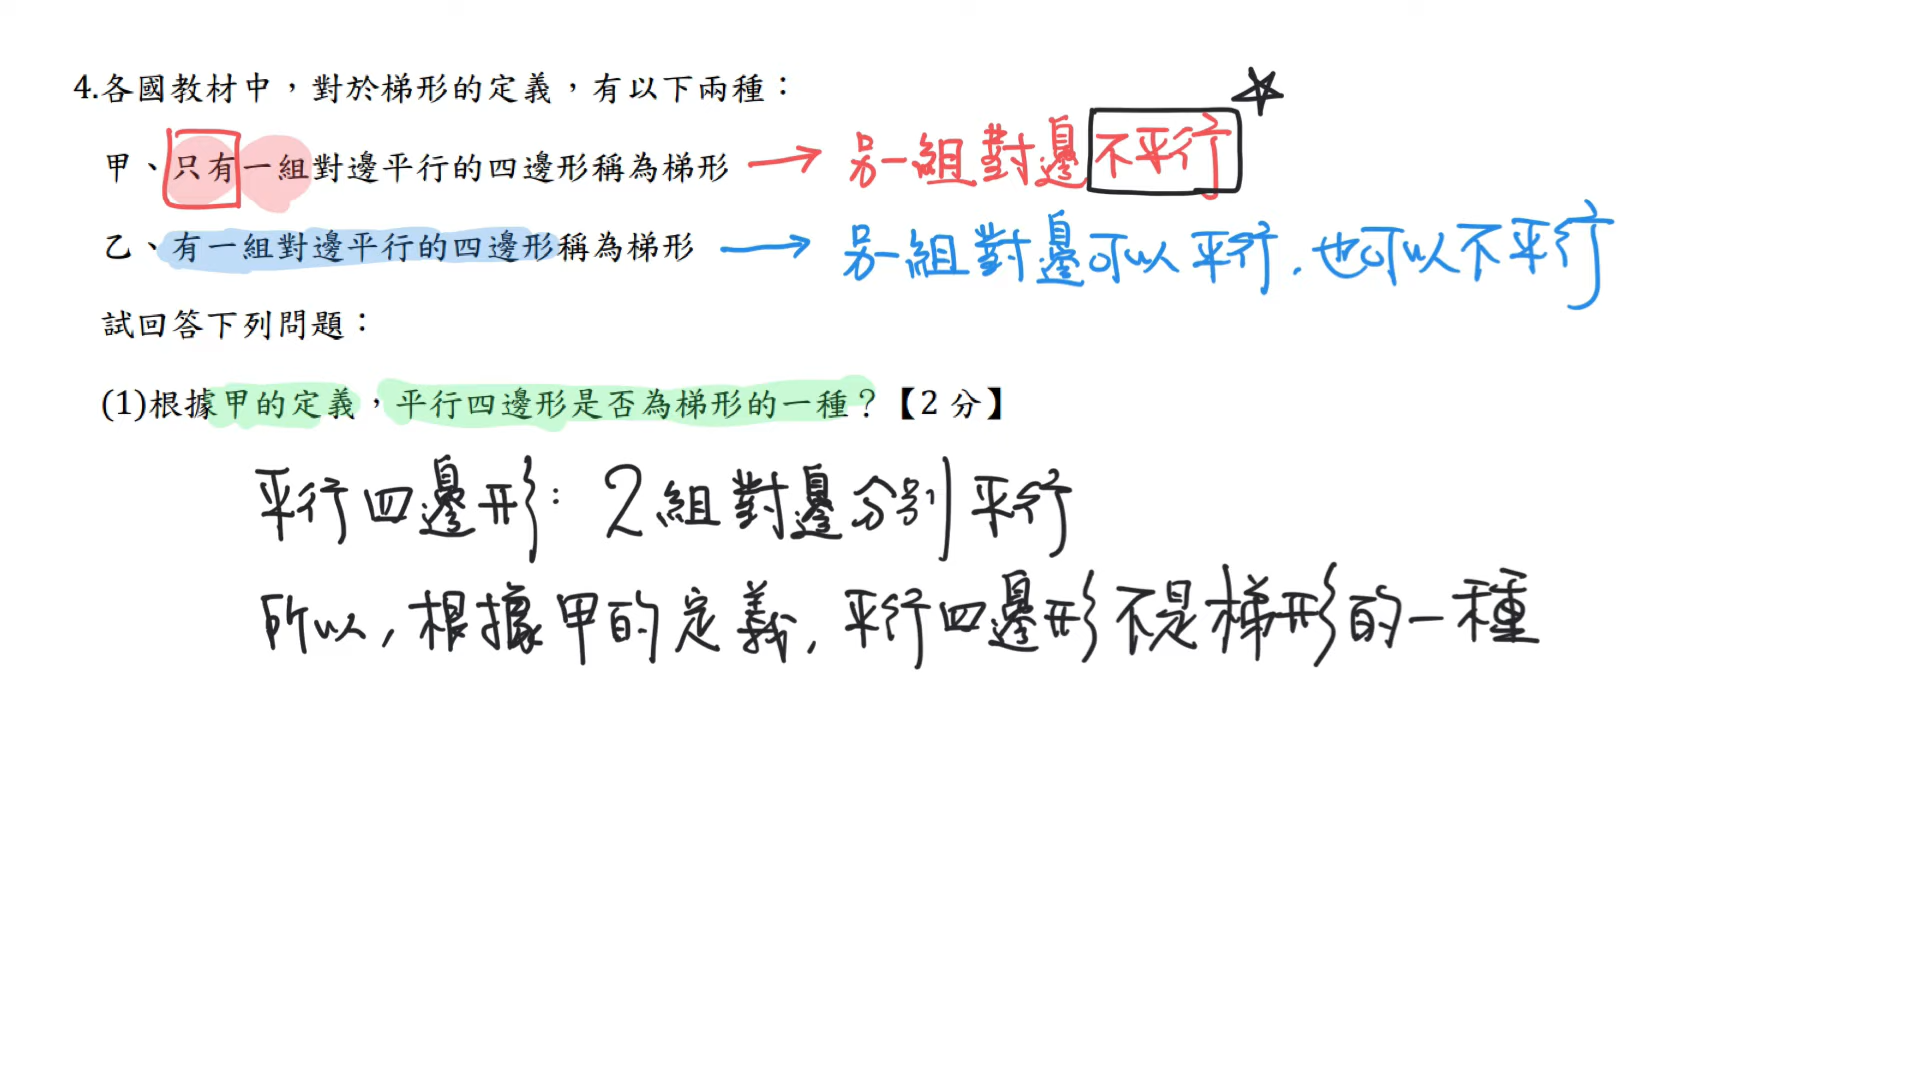 4.各國教材中，對於梯形的定義，有以下兩種：
甲、只有一組對邊平行的四邊形稱為梯形 → 另一組對邊不平行
乙、有一組對邊平行的四邊形稱為梯形 → 另一組對邊可以平行，也可以不平行
試回答下列問題：
(1)根據甲的定義，平行四邊形是否為梯形的一種？【2 分】
平行四邊形：2組對邊分別平行
所以，根據甲的定義，平行四邊形不是梯形的一種